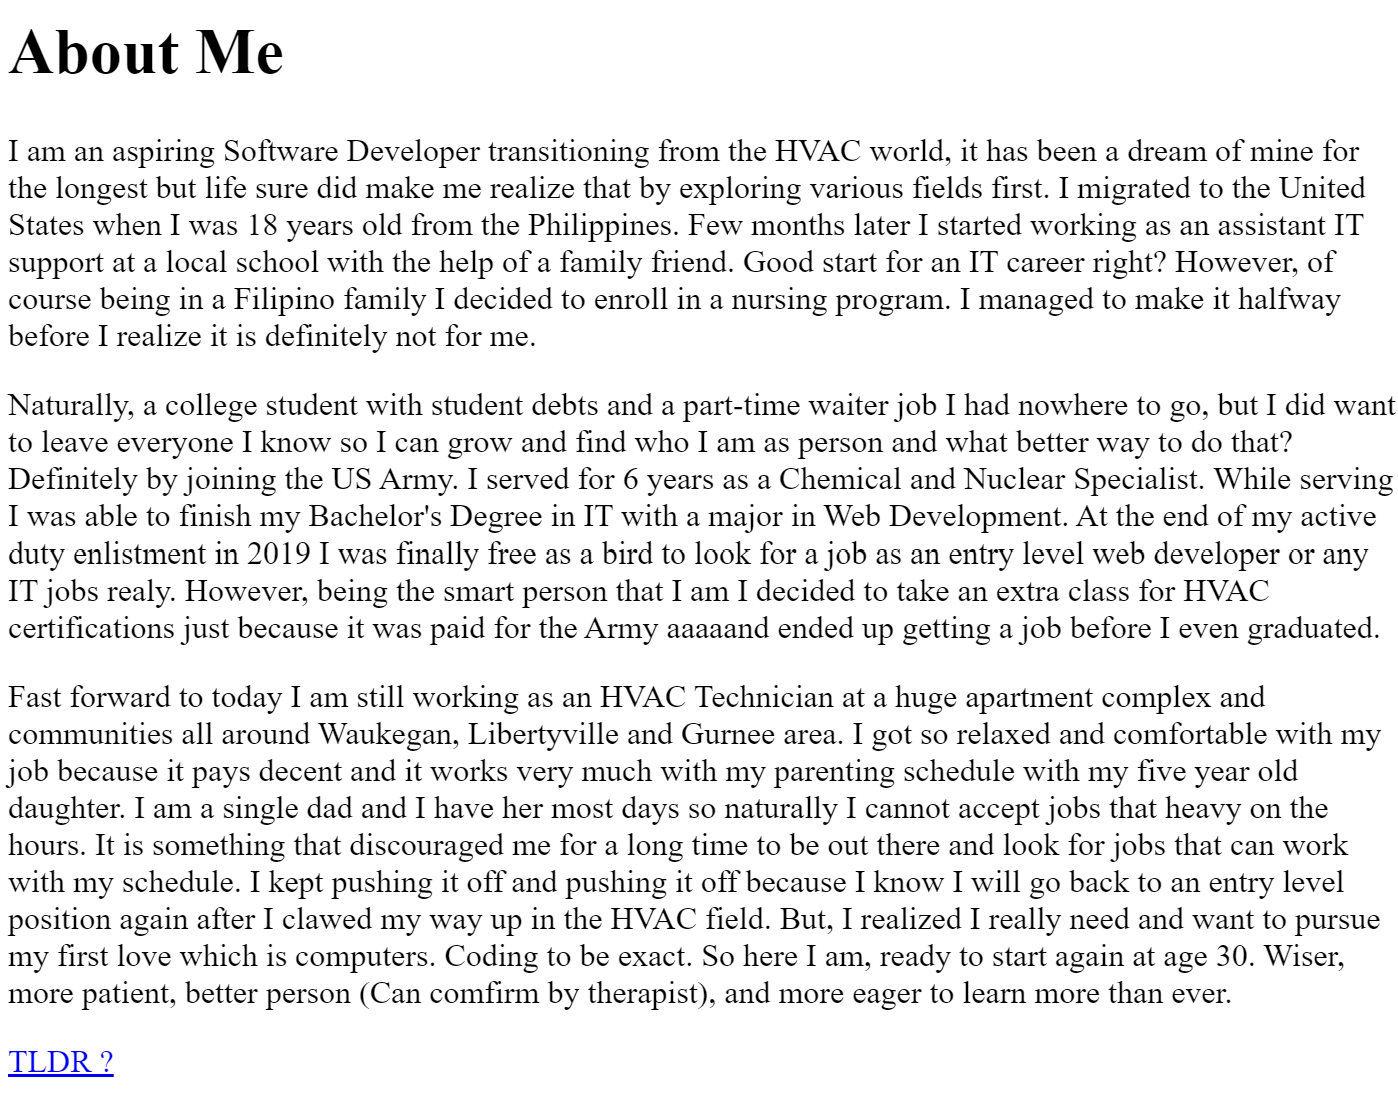 About Me
I am an aspiring Software Developer transitioning from the HVAC world, it has been a dream of mine for
the longest but life sure did make me realize that by exploring various fields first. I migrated to the United
States when I was 18 years old from the Philippines. Few months later I started working as an assistant IT
support at a local school with the help of a family friend. Good start for an IT career right? However, of
course being in a Filipino family I decided to enroll in a nursing program. I managed to make it halfway
before I realize it is definitely not for me.
Naturally, a college student with student debts and a part-time waiter job I had nowhere to go, but I did want
to leave everyone I know so I can grow and find who I am as person and what better way to do that?
Definitely by joining the US Army. I served for 6 years as a Chemical and Nuclear Specialist. While serving
I was able to finish my Bachelor's Degree in IT with a major in Web Development. At the end of my active
duty enlistment in 2019 I was finally free as a bird to look for a job as an entry level web developer or any
IT jobs realy. However, being the smart person that I am I decided to take an extra class for HVAC
certifications just because it was paid for the Army aaaaand ended up getting a job before I even graduated.
Fast forward to today I am still working as an HVAC Technician at a huge apartment complex and
communities all around Waukegan, Libertyville and Gurnee area. I got so relaxed and comfortable with my
job because it pays decent and it works very much with my parenting schedule with my five year old
daughter. I am a single dad and I have her most days so naturally I cannot accept jobs that heavy on the
hours. It is something that discouraged me for a long time to be out there and look for jobs that can work
with my schedule. I kept pushing it off and pushing it off because I know I will go back to an entry level
position again after I clawed my way up in the HVAC field. But, I realized I really need and want to pursue
my first love which is computers. Coding to be exact. So here I am, ready to start again at age 30. Wiser,
more patient, better person (Can comfirm by therapist), and more eager to learn more than ever.
TLDR ?